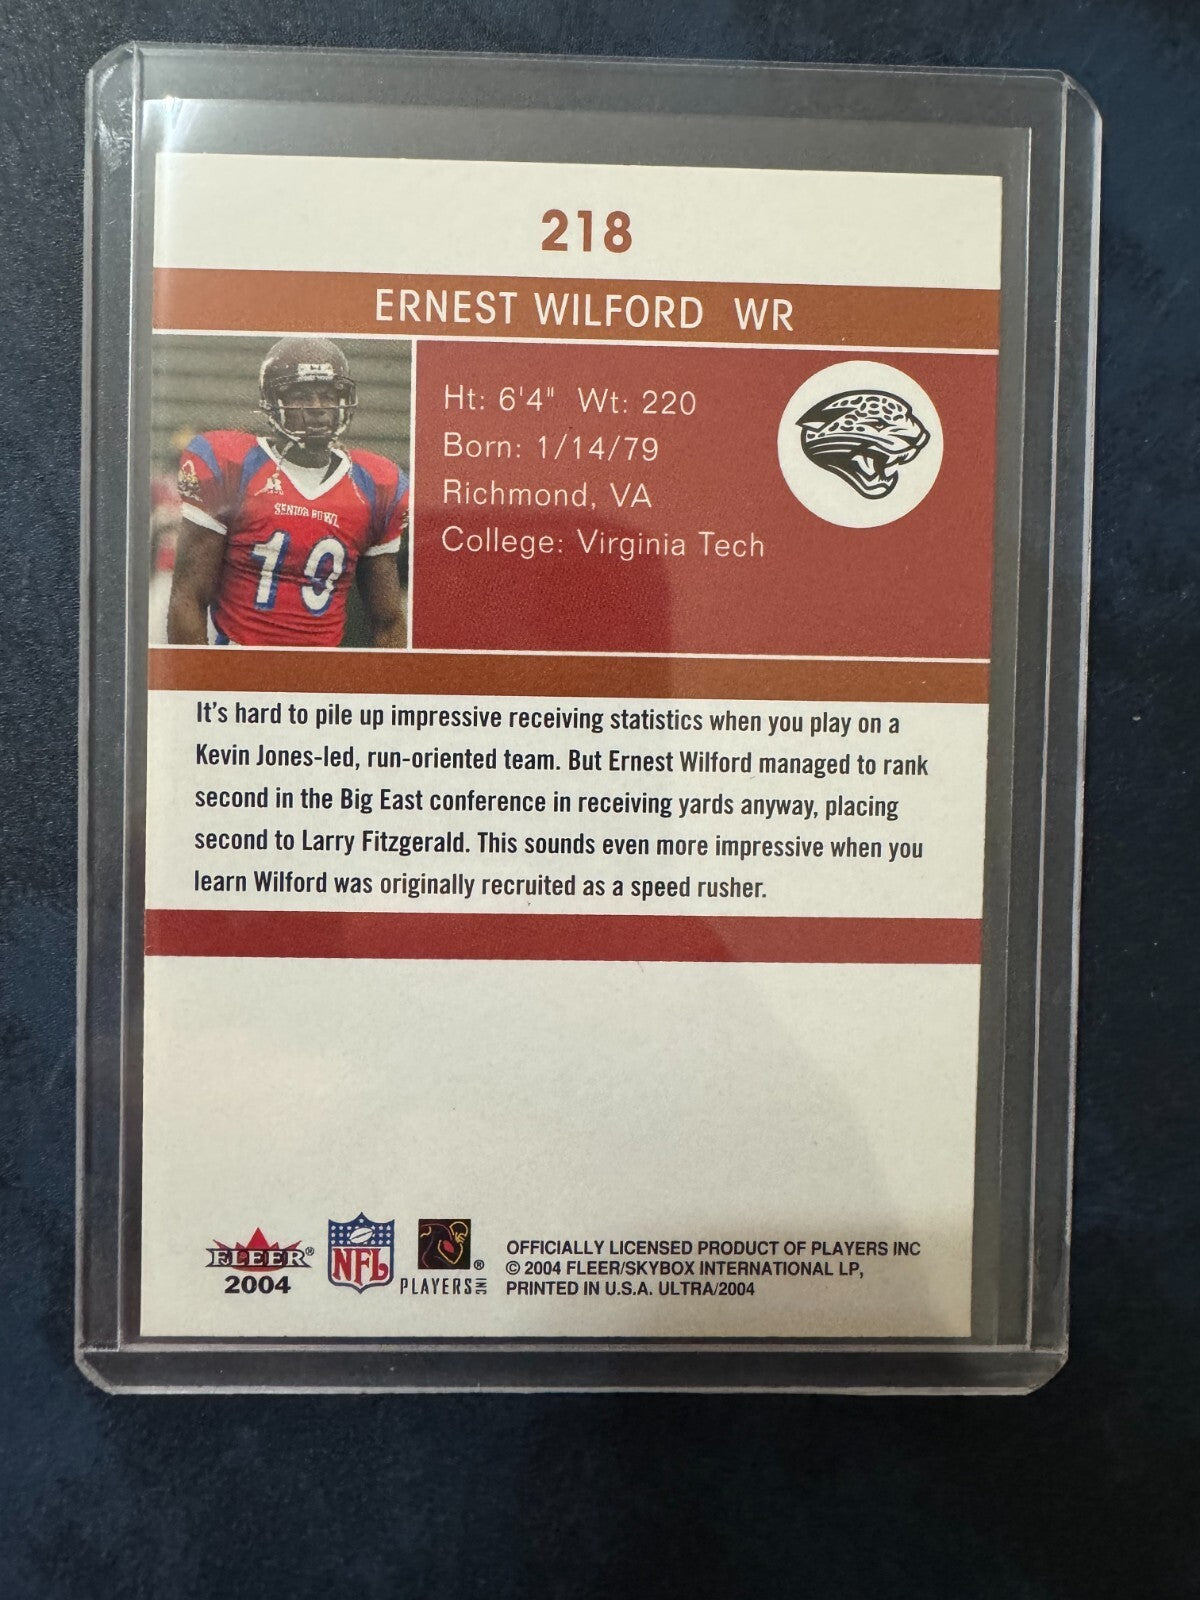 218
ERNEST WILFORD WR
Ht: 6'4" Wt: 220
Born: 1/14/79
Richmond, VA
College: Virginia Tech
SENIOR BOWL
19
It's hard to pile up impressive receiving statistics when you play on a
Kevin Jones-led, run-oriented team. But Ernest Wilford managed to rank
second in the Big East conference in receiving yards anyway, placing
second to Larry Fitzgerald. This sounds even more impressive when you
learn Wilford was originally recruited as a speed rusher.
FLEER®
2004
NFL
PLAYERS INC ®
OFFICIALLY LICENSED PRODUCT OF PLAYERS INC
© 2004 FLEER/SKYBOX INTERNATIONAL LP,
PRINTED IN U.S.A. ULTRA/2004